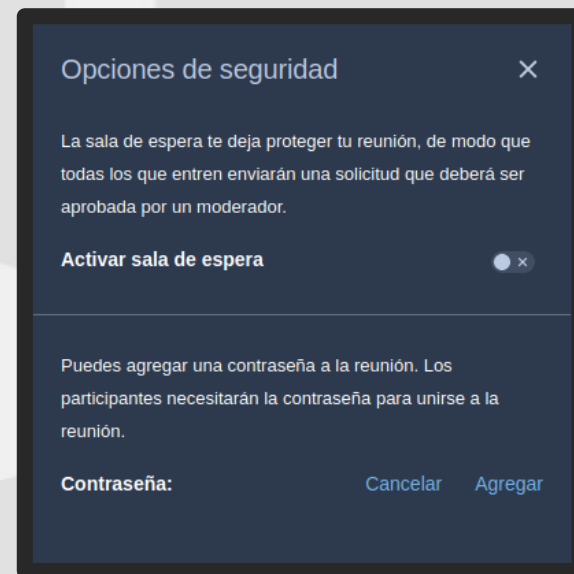 Opciones de seguridad
La sala de espera te deja proteger tu reunión, de modo que
todas los que entren enviarán una solicitud que deberá ser
aprobada por un moderador.
Activar sala de espera
Puedes agregar una contraseña a la reunión. Los
participantes necesitarán la contraseña para unirse a la
reunión.
Contraseña: Cancelar Agregar